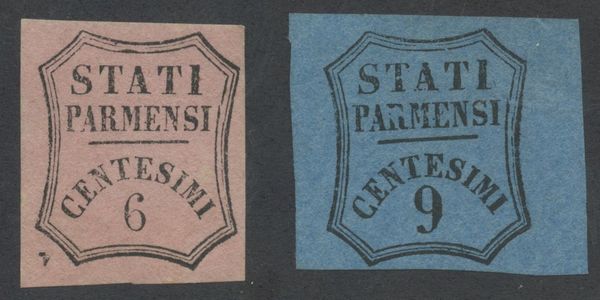 STATI
PARMENSI
CENTESIMI
6
STATI
PARMENSI
CENTESIMI
9